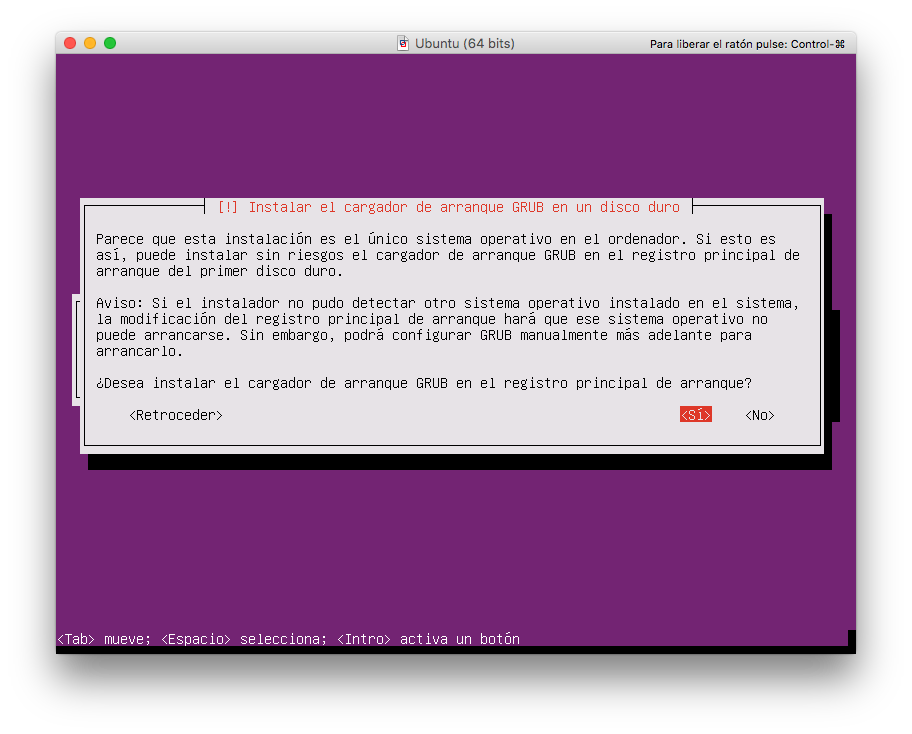 Ubuntu (64 bits)
Para liberar el ratón pulse: Control-⌘
[!] Instalar el cargador de arranque GRUB en un disco duro
Parece que esta instalación es el único sistema operativo en el ordenador. Si esto es
así, puede instalar sin riesgos el cargador de arranque GRUB en el registro principal de
arranque del primer disco duro.
Aviso: Si el instalador no pudo detectar otro sistema operativo instalado en el sistema,
la modificación del registro principal de arranque hará que ese sistema operativo no
puede arrancarse. Sin embargo, podrá configurar GRUB manualmente más adelante para
arrancarlo.
¿Desea instalar el cargador de arranque GRUB en el registro principal de arranque?
<Retroceder> <Sí> <No>
<Tab> mueve; <Espacio> selecciona; <Intro> activa un botón